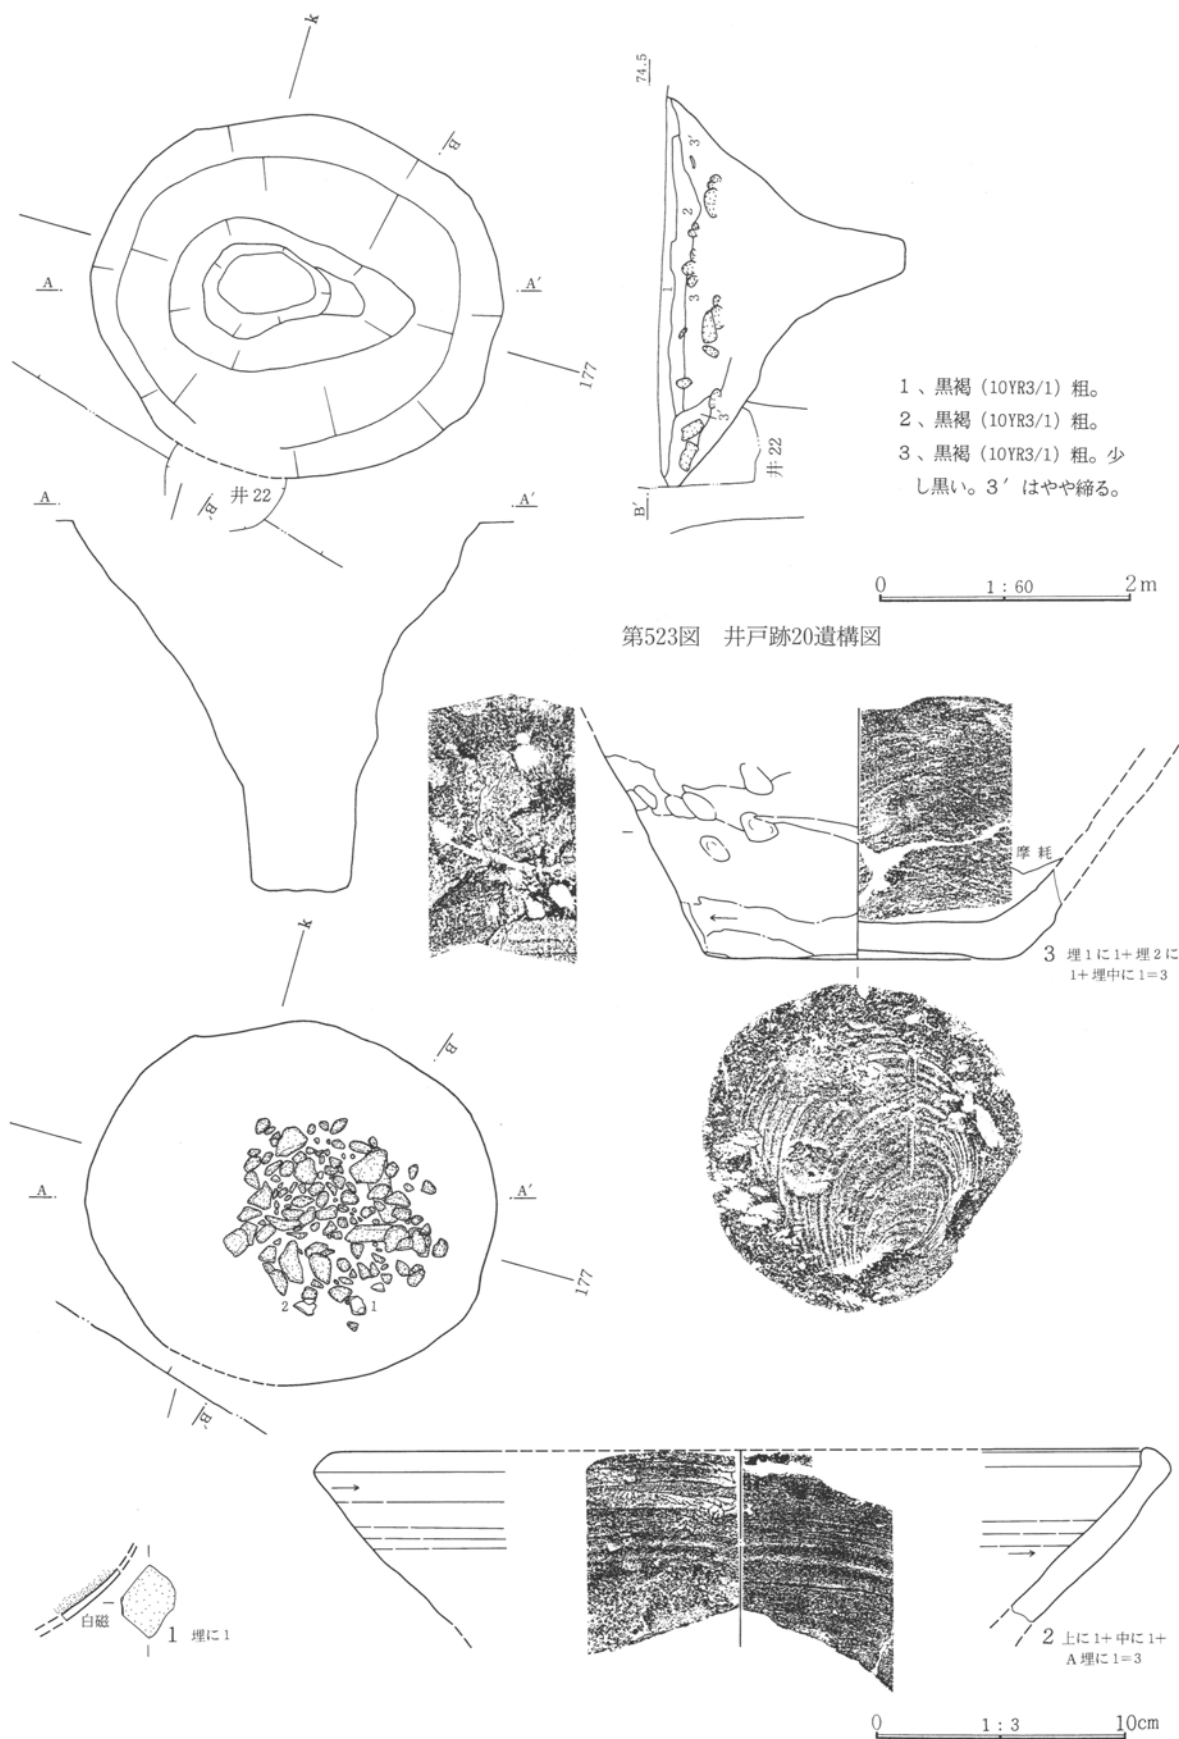 k
B
A
A′
177
井22
B′
A
A′
74.5
3′
2
1
3
3′
井22
B′
1、黒褐（10YR3/1）粗。
2、黒褐（10YR3/1）粗。
3、黒褐（10YR3/1）粗。少
し黒い。3′はやや締る。
0
1：60
2m
第523図　井戸跡20遺構図
摩耗
3 埋1に1+埋2に
1+埋中に1=3
k
B
A
A′
177
2
1
B′
白磁
1 埋に1
2 上に1+中に1+
A埋に1=3
0
1：3
10cm